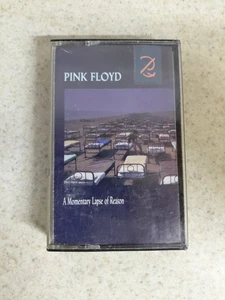 PINK FLOYD
A Momentary Lapse of Reason